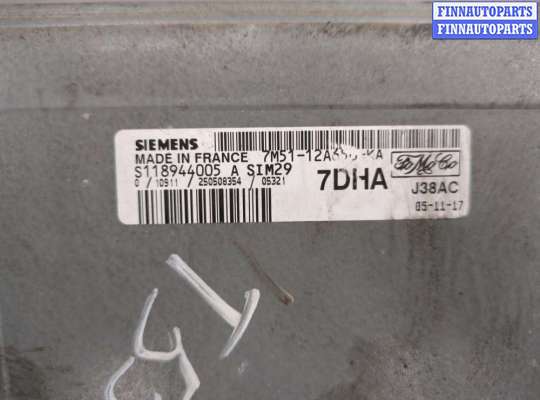 FINNAUTOPARTS
FINNAUTOPARTS
SIEMENS
MADE IN FRANCE
S118944005 A SIM29 7DHA J38AC
0 / 10911 / 250508354 / 05321 05-11-17